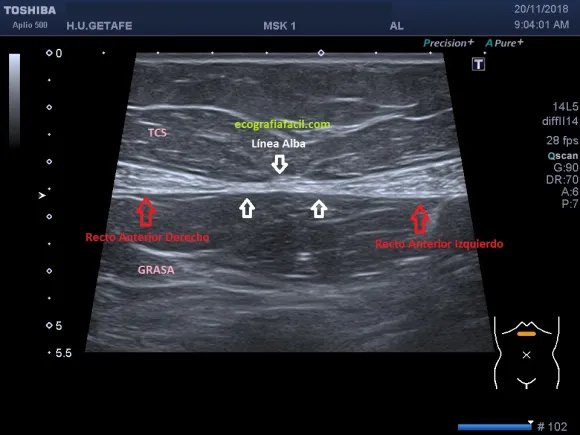 TOSHIBA
Aplio 500
H.U.GETAFE
MSK 1
AL
20/11/2018
9:04:01 AM
Precision+ A Pure+
T
0
14L5
diffII14
28 fps
Qscan
G:90
DR:70
A:6
P:7
ecografiafacil.com
TCS
Línea Alba
Recto Anterior Derecho
Recto Anterior Izquierdo
GRASA
5
5.5
# 102